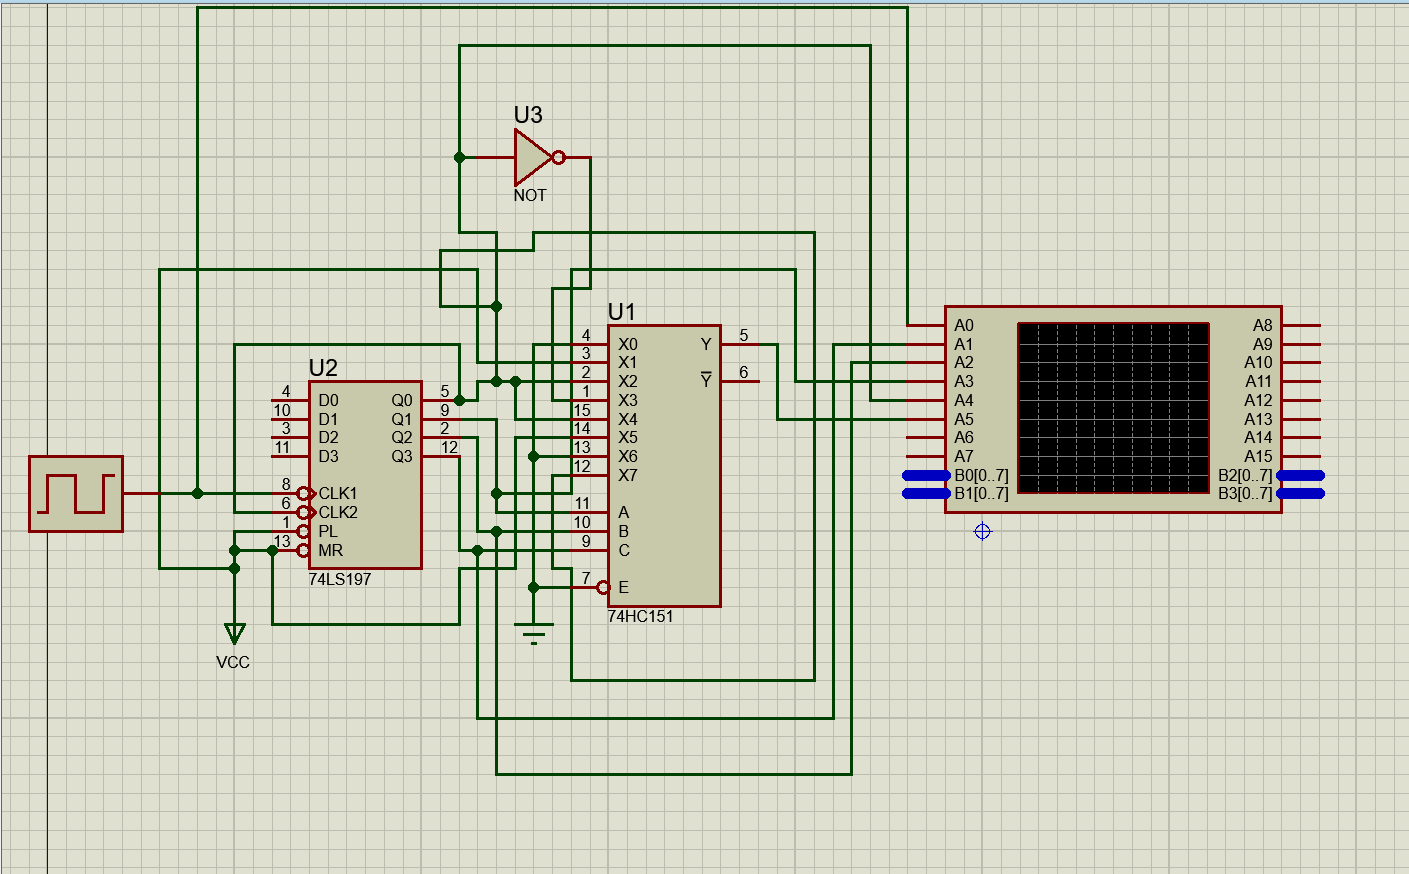 U3
NOT
U1
4 X0 Y 5
3 X1
2 X2 Y 6
1 X3
15 X4
14 X5
13 X6
12 X7
11 A
10 B
9 C
7 E
74HC151
U2
4 D0 Q0 5
10 D1 Q1 9
3 D2 Q2 2
11 D3 Q3 12
8 CLK1
6 CLK2
1 PL
13 MR
74LS197
VCC
A0 A8
A1 A9
A2 A10
A3 A11
A4 A12
A5 A13
A6 A14
A7 A15
B0[0..7] B2[0..7]
B1[0..7] B3[0..7]